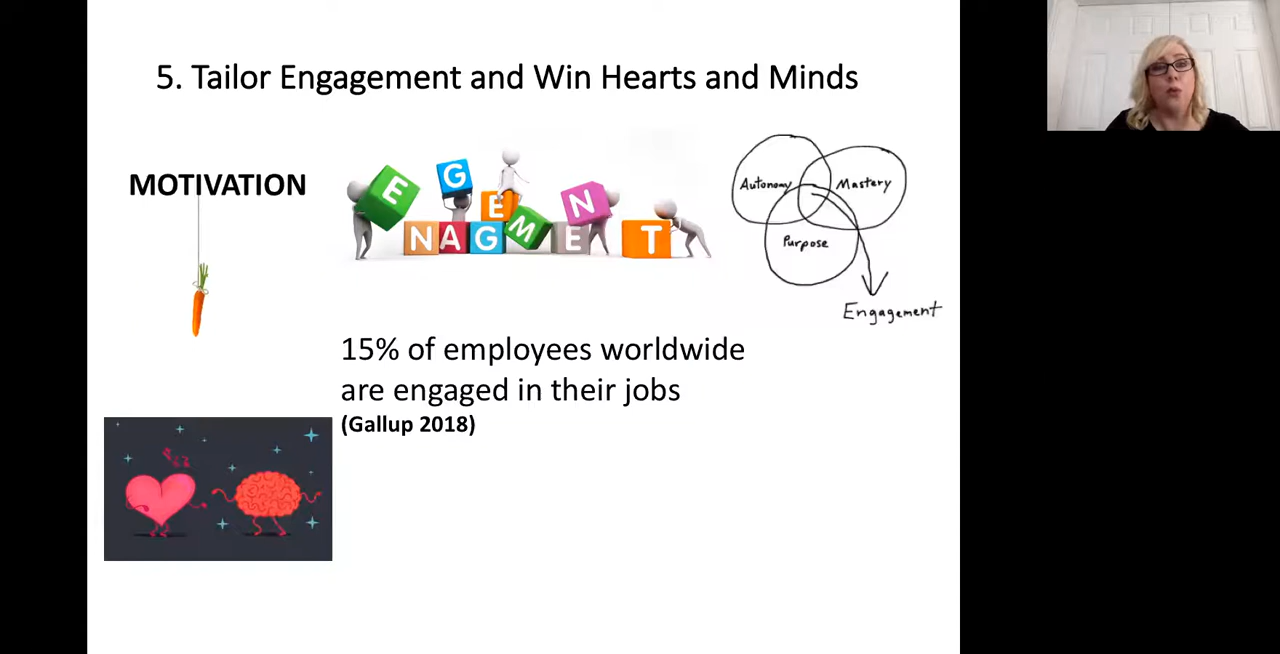 5. Tailor Engagement and Win Hearts and Minds
MOTIVATION
E G E M N
N A G E T
Autonomy Mastery
Purpose
Engagement
15% of employees worldwide
are engaged in their jobs
(Gallup 2018)